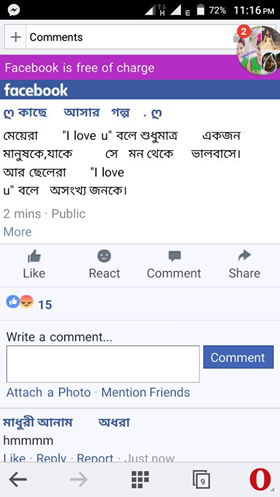 72% 11:16 PM
+ Comments
2
Facebook is free of charge
facebook
ღ কাছে আসার গল্প . ღ
মেয়েরা "I love u" বলে শুধুমাত্র একজন
মানুষকে,যাকে সে মন থেকে ভালবাসে।
আর ছেলেরা "I love
u" বলে অসংখ্য জনকে।
2 mins · Public
More
Like React Comment Share
15
Write a comment...
Comment
Attach a Photo · Mention Friends
মাধুরী আনাম অধরা
hmmmm
Like · Reply · Report · Just now
9